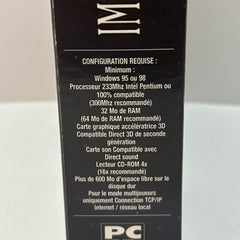 IM
CONFIGURATION REQUISE :
Minimum :
Windows 95 ou 98
Processeur 233Mhz Intel Pentium ou
100% compatible
(300Mhz recommandé)
32 Mo de RAM
(64 Mo de RAM recommandé)
Carte graphique accélératrice 3D
Compatible Direct 3D de seconde
génération
Carte son Compatible avec
Direct sound
Lecteur CD-ROM 4x
(16x recommandé)
Plus de 600 Mo d'espace libre sur le
disque dur
Pour le mode multijoueurs
uniquement Connection TCP/IP
Internet / réseau local
PC